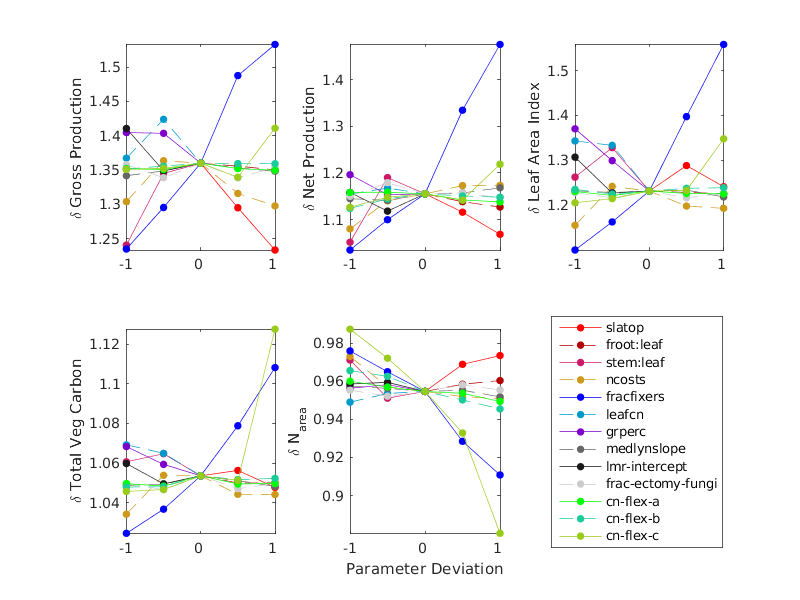 δ Gross Production
1.5
1.45
1.4
1.35
1.3
1.25
-1 0 1
δ Net Production
1.4
1.3
1.2
1.1
-1 0 1
δ Leaf Area Index
1.5
1.4
1.3
1.2
-1 0 1
δ Total Veg Carbon
1.12
1.1
1.08
1.06
1.04
-1 0 1
δ Narea
0.98
0.96
0.94
0.92
0.9
-1 0 1
Parameter Deviation
slatop
froot:leaf
stem:leaf
ncosts
fracfixers
leafcn
grperc
medlynslope
lmr-intercept
frac-ectomy-fungi
cn-flex-a
cn-flex-b
cn-flex-c